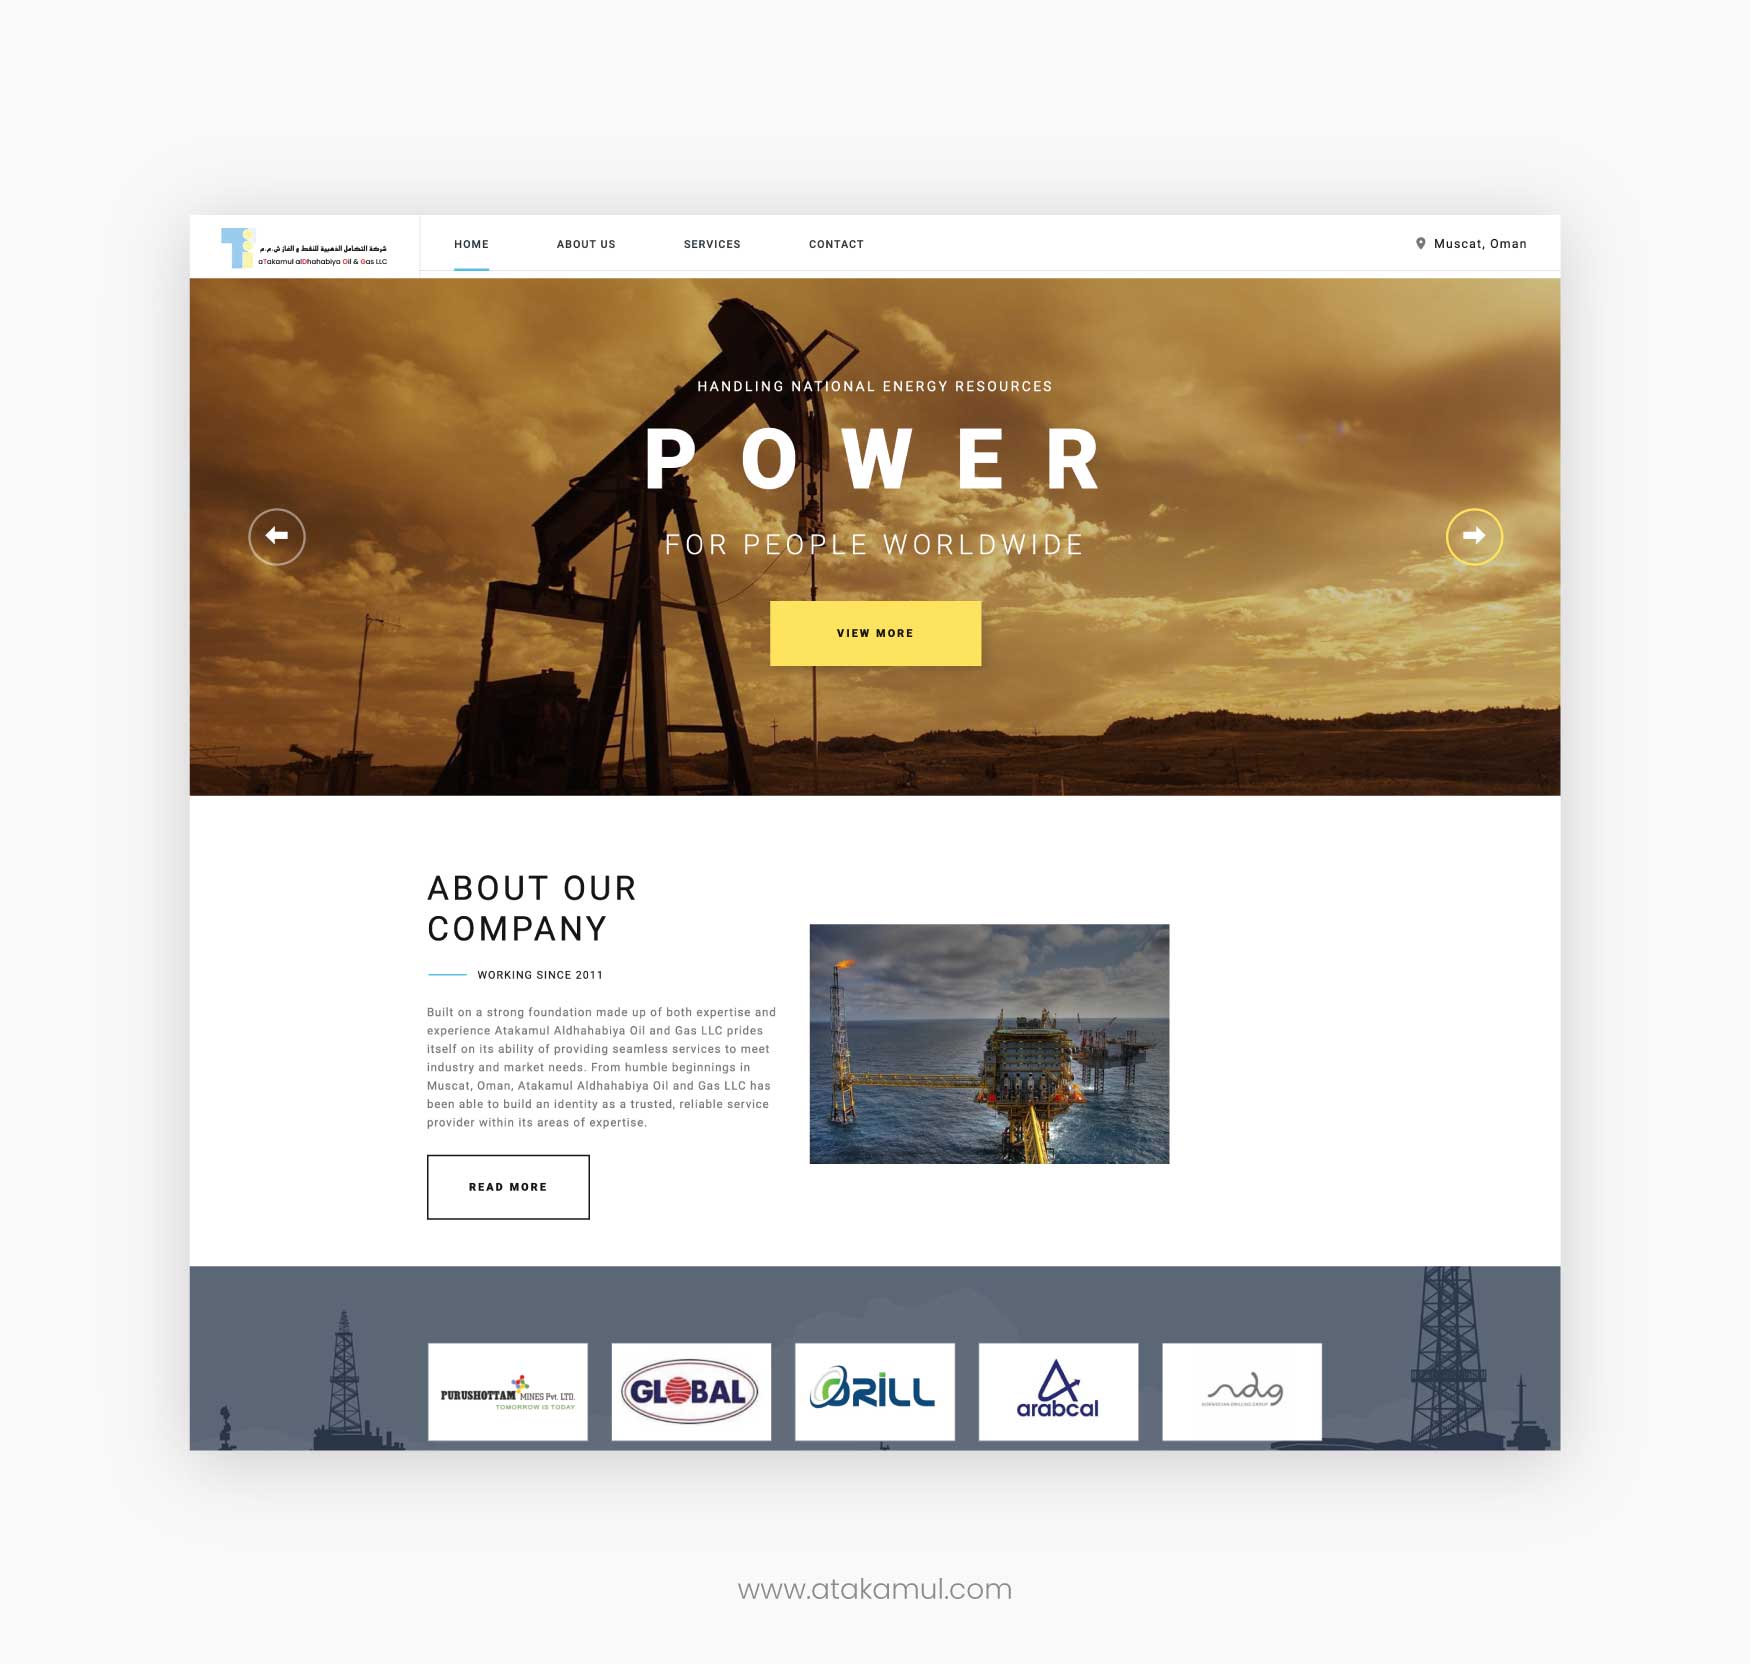 شركة التكامل الذهبية للنفط و الغاز ش.م.م
aTakamul alDhahabiya Oil & Gas LLC
HOME
ABOUT US
SERVICES
CONTACT
Muscat, Oman
HANDLING NATIONAL ENERGY RESOURCES
POWER
FOR PEOPLE WORLDWIDE
VIEW MORE
ABOUT OUR
COMPANY
WORKING SINCE 2011
Built on a strong foundation made up of both expertise and
experience Atakamul Aldhahabiya Oil and Gas LLC prides
itself on its ability of providing seamless services to meet
industry and market needs. From humble beginnings in
Muscat, Oman, Atakamul Aldhahabiya Oil and Gas LLC has
been able to build an identity as a trusted, reliable service
provider within its areas of expertise.
READ MORE
PURUSHOTTAM MINES Pvt. LTD.
TOMORROW IS TODAY
GLOBAL
DRILL
arabcal
ndg
NORWEGIAN DRILLING GROUP
www.atakamul.com